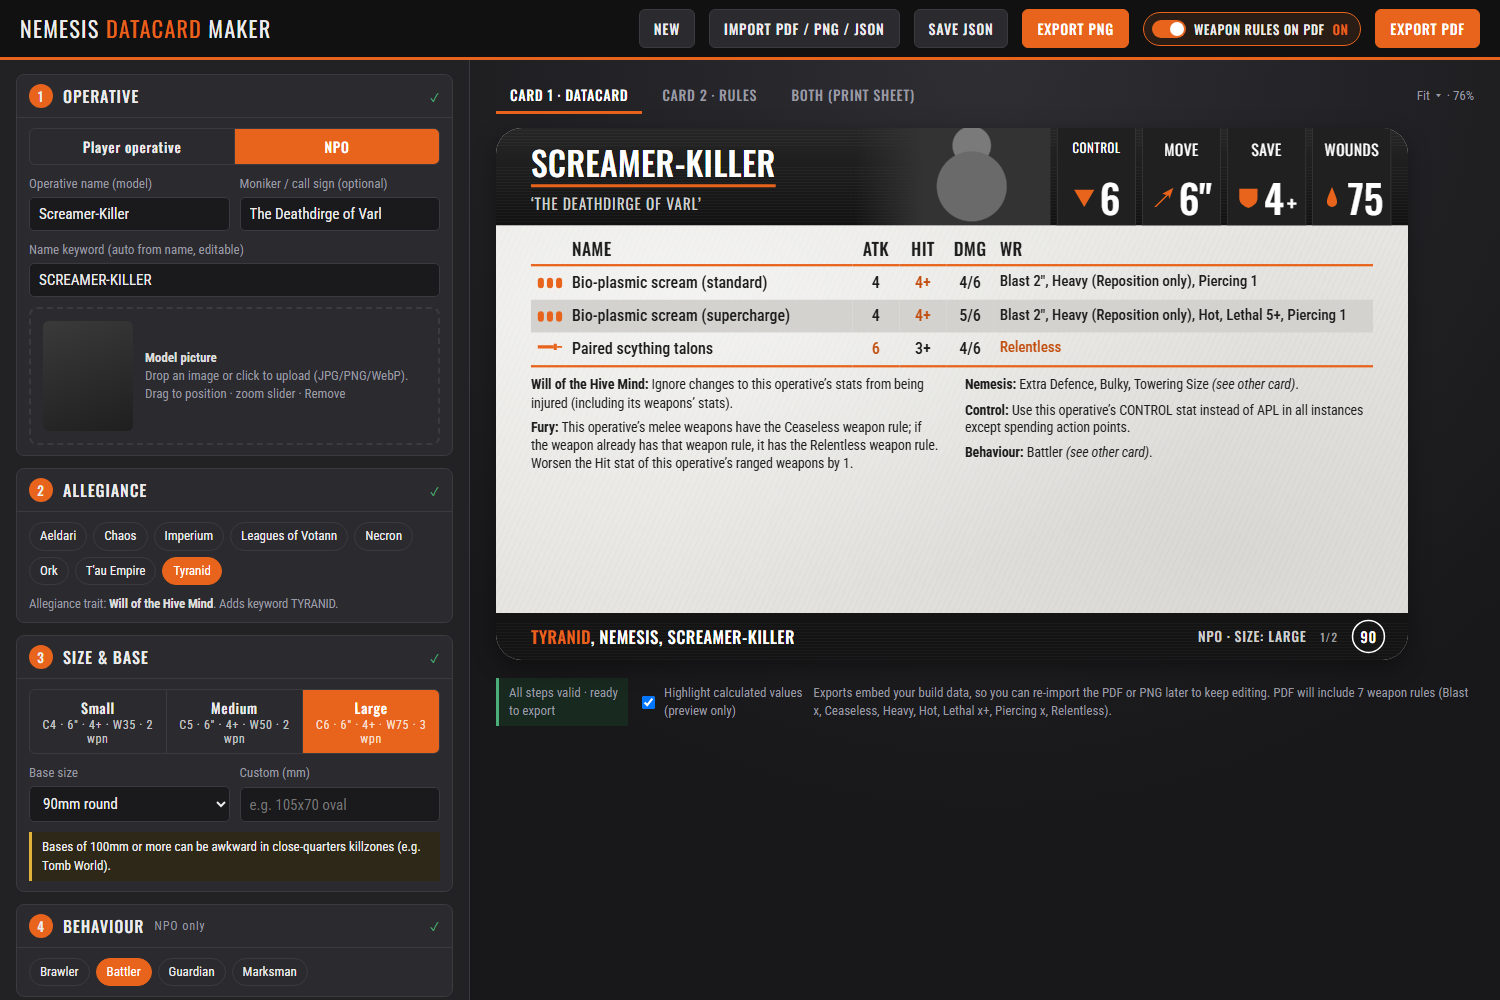 NEMESIS DATACARD MAKER
NEW
IMPORT PDF / PNG / JSON
SAVE JSON
EXPORT PNG
WEAPON RULES ON PDF ON
EXPORT PDF
1 OPERATIVE ✓
Player operative
NPO
Operative name (model)
Moniker / call sign (optional)
Screamer-Killer
The Deathdirge of Varl
Name keyword (auto from name, editable)
SCREAMER-KILLER
Model picture
Drop an image or click to upload (JPG/PNG/WebP).
Drag to position · zoom slider · Remove
2 ALLEGIANCE ✓
Aeldari
Chaos
Imperium
Leagues of Votann
Necron
Ork
T'au Empire
Tyranid
Allegiance trait: Will of the Hive Mind. Adds keyword TYRANID.
3 SIZE & BASE ✓
Small
C4 · 6" · 4+ · W35 · 2
wpn
Medium
C5 · 6" · 4+ · W50 · 2
wpn
Large
C6 · 6" · 4+ · W75 · 3
wpn
Base size
Custom (mm)
90mm round
e.g. 105x70 oval
Bases of 100mm or more can be awkward in close-quarters killzones (e.g.
Tomb World).
4 BEHAVIOUR NPO only ✓
Brawler
Battler
Guardian
Marksman
CARD 1 · DATACARD
CARD 2 · RULES
BOTH (PRINT SHEET)
Fit · 76%
SCREAMER-KILLER
‘THE DEATHDIRGE OF VARL’
CONTROL
6
MOVE
6"
SAVE
4+
WOUNDS
75
NAME ATK HIT DMG WR
Bio-plasmic scream (standard) 4 4+ 4/6 Blast 2", Heavy (Reposition only), Piercing 1
Bio-plasmic scream (supercharge) 4 4+ 5/6 Blast 2", Heavy (Reposition only), Hot, Lethal 5+, Piercing 1
Paired scything talons 6 3+ 4/6 Relentless
Will of the Hive Mind: Ignore changes to this operative’s stats from being
injured (including its weapons’ stats).
Fury: This operative’s melee weapons have the Ceaseless weapon rule; if
the weapon already has that weapon rule, it has the Relentless weapon rule.
Worsen the Hit stat of this operative’s ranged weapons by 1.
Nemesis: Extra Defence, Bulky, Towering Size (see other card).
Control: Use this operative’s CONTROL stat instead of APL in all instances
except spending action points.
Behaviour: Battler (see other card).
TYRANID, NEMESIS, SCREAMER-KILLER
NPO · SIZE: LARGE 1/2 90
All steps valid · ready
to export
Highlight calculated values
(preview only)
Exports embed your build data, so you can re-import the PDF or PNG later to keep editing. PDF will include 7 weapon rules (Blast
x, Ceaseless, Heavy, Hot, Lethal x+, Piercing x, Relentless).